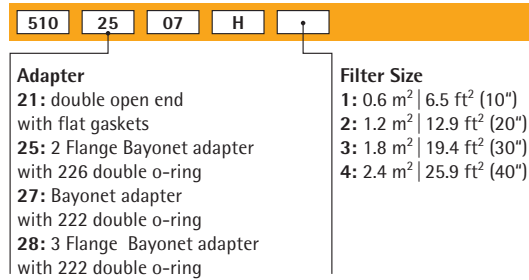 510 25 07 H •
Adapter
21: double open end
with flat gaskets
25: 2 Flange Bayonet adapter
with 226 double o-ring
27: Bayonet adapter
with 222 double o-ring
28: 3 Flange Bayonet adapter
with 222 double o-ring
Filter Size
1: 0.6 m² | 6.5 ft² (10“)
2: 1.2 m² | 12.9 ft² (20“)
3: 1.8 m² | 19.4 ft² (30“)
4: 2.4 m² | 25.9 ft² (40“)